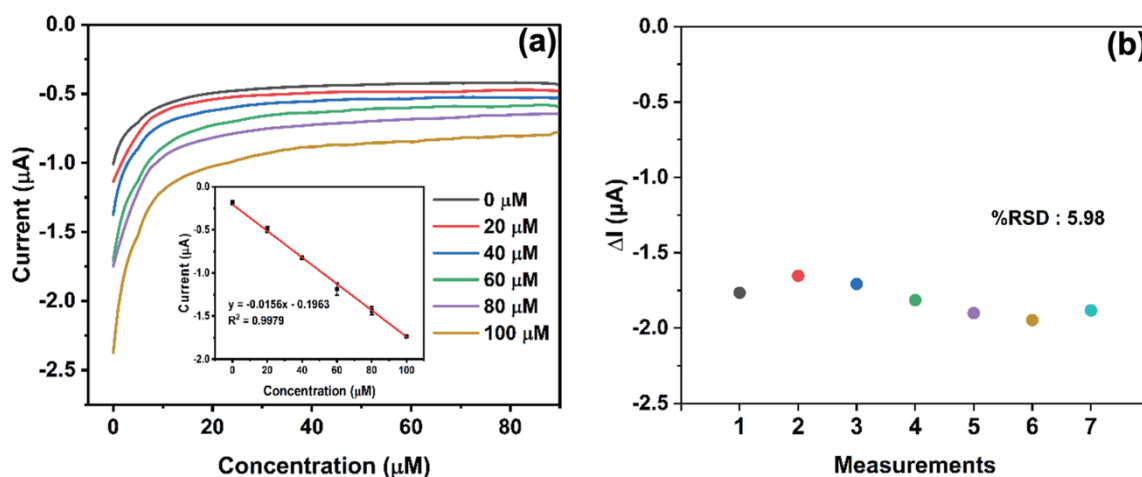 (a)
0.0
-0.5
-1.0
-1.5
-2.0
-2.5
Current (µA)
0
20
40
60
80
Concentration (µM)
0 µM
20 µM
40 µM
60 µM
80 µM
100 µM
0.0
-0.5
-1.0
-1.5
-2.0
Current (µA)
y = -0.0156x - 0.1963
R² = 0.9979
0
20
40
60
80
100
Concentration (µM)
(b)
0.0
-0.5
-1.0
-1.5
-2.0
-2.5
ΔI (µA)
%RSD : 5.98
1
2
3
4
5
6
7
Measurements